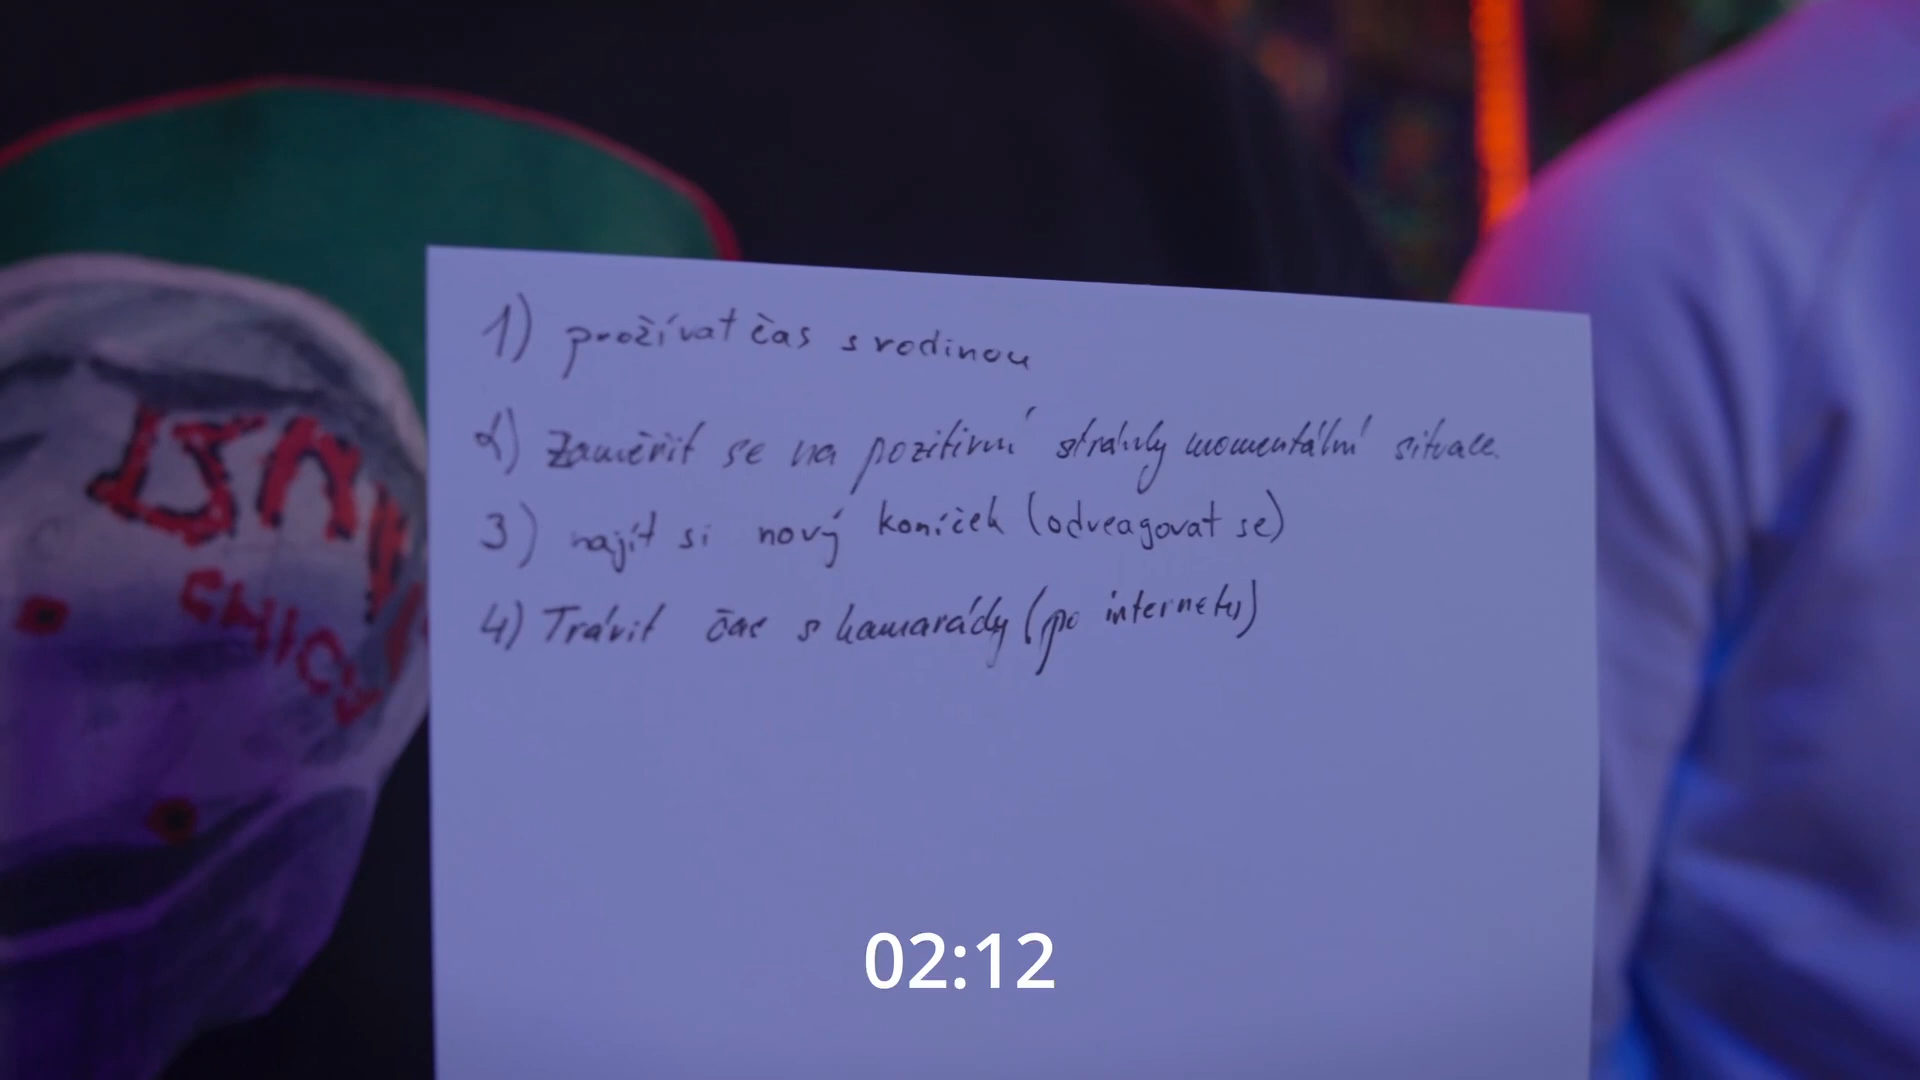 1) prožívat čas s rodinou
2) Zaměřit se na pozitivní stránky momentální situace.
3) najít si nový koníček (odreagovat se)
4) Trávit čas s kamarády (po internetu)
02:12